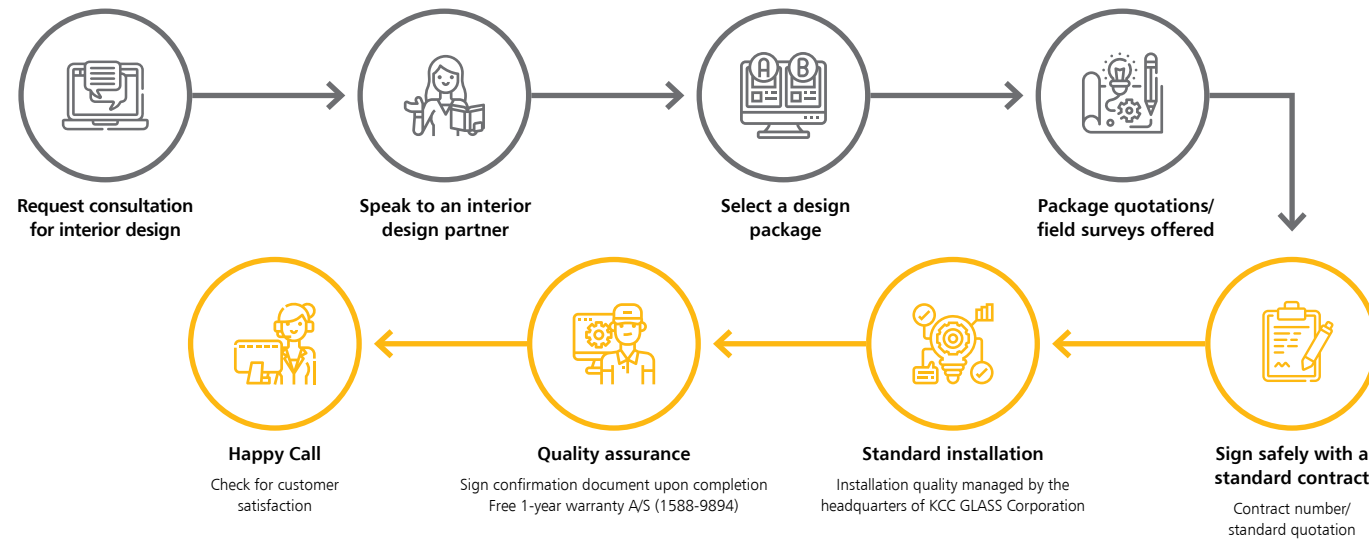 A B
Request consultation
for interior design
Speak to an interior
design partner
Select a design
package
Package quotations/
field surveys offered
Sign safely with a
standard contract
Contract number/
standard quotation
Standard installation
Installation quality managed by the
headquarters of KCC GLASS Corporation
Quality assurance
Sign confirmation document upon completion
Free 1-year warranty A/S (1588-9894)
Happy Call
Check for customer
satisfaction